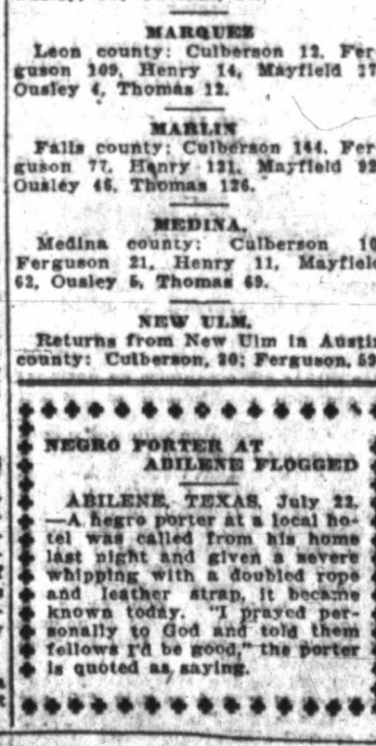 MARQUEZ
Leon county: Culberson 12, Fer
guson 109, Henry 14, Mayfield 27
Ousley 4, Thomas 12.
MARLIN
Falls county: Culberson 144, Fer
guson 77, Henry 121, Mayfield 92
Ousley 46, Thomas 126.
MEDINA.
Medina county: Culberson 10
Ferguson 21, Henry 11, Mayfield
62, Ousley 5, Thomas 69.
NEW ULM.
Returns from New Ulm in Austin
county: Culberson, 20; Ferguson, 59
NEGRO PORTER AT
ABILENE FLOGGED
ABILENE, TEXAS, July 22.
—A negro porter at a local ho-
tel was called from his home
last night and given a severe
whipping with a doubled rope
and leather strap, it became
known today. "I prayed per-
sonally to God and told them
fellows I'd be good," the porter
is quoted as saying.